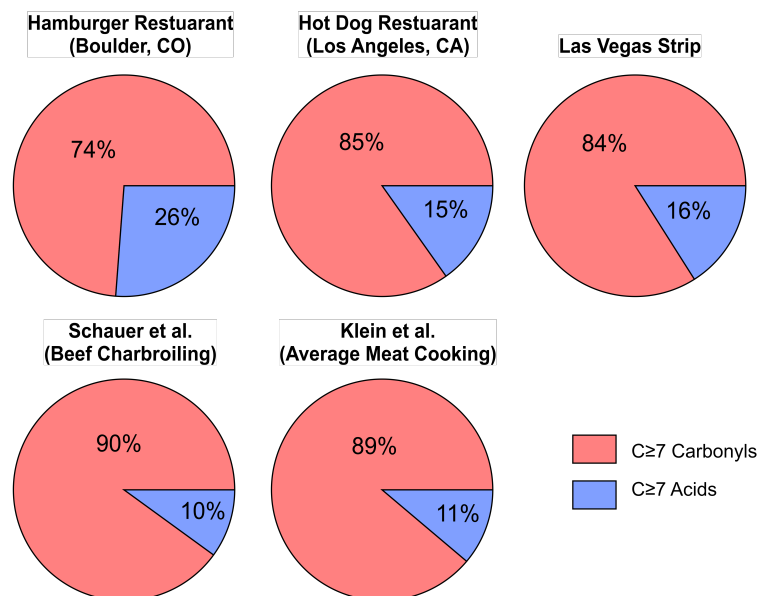 Hamburger Restuarant
(Boulder, CO)
Hot Dog Restuarant
(Los Angeles, CA)
Las Vegas Strip
74%
26%
85%
15%
84%
16%
Schauer et al.
(Beef Charbroiling)
Klein et al.
(Average Meat Cooking)
90%
10%
89%
11%
C≥7 Carbonyls
C≥7 Acids